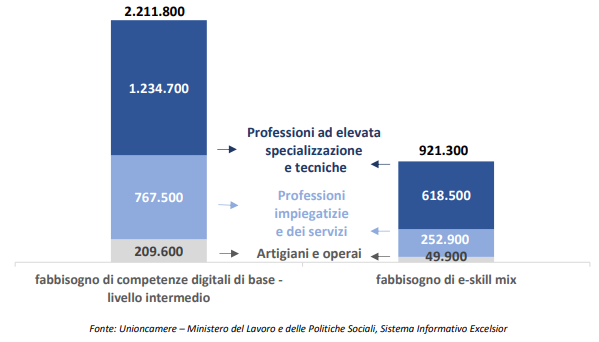 2.211.800
1.234.700
767.500
209.600
Professioni ad elevata
specializzazione
e tecniche
Professioni
impiegatizie
e dei servizi
Artigiani e operai
921.300
618.500
252.900
49.900
fabbisogno di competenze digitali di base -
livello intermedio
fabbisogno di e-skill mix
Fonte: Unioncamere – Ministero del Lavoro e delle Politiche Sociali, Sistema Informativo Excelsior